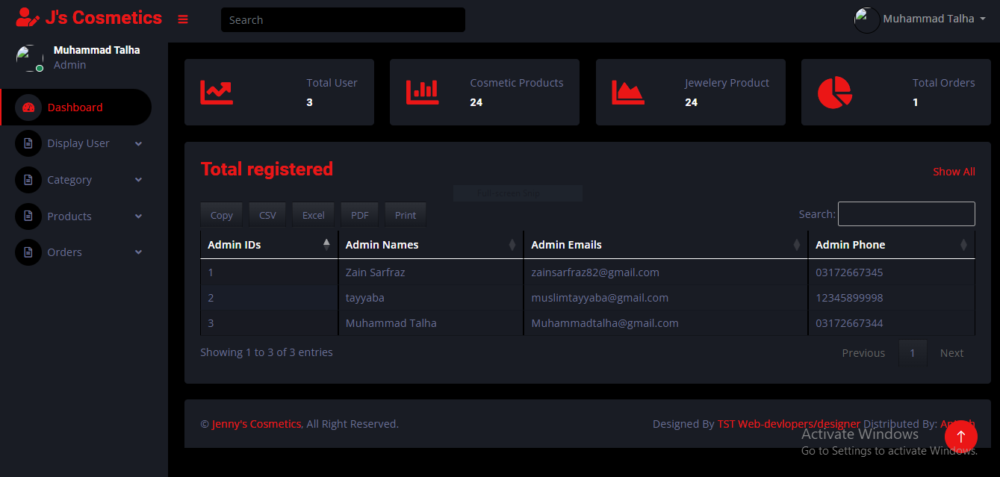 J's Cosmetics
Search
Muhammad Talha
Muhammad Talha
Admin
Dashboard
Display User
Category
Products
Orders
Total User
3
Cosmetic Products
24
Jewelery Product
24
Total Orders
1
Total registered
Show All
Full-screen Snip
Copy CSV Excel PDF Print
Search:
Admin IDs Admin Names Admin Emails Admin Phone
1 Zain Sarfraz zainsarfraz82@gmail.com 03172667345
2 tayyaba muslimtayyaba@gmail.com 12345899998
3 Muhammad Talha Muhammadtalha@gmail.com 03172667344
Showing 1 to 3 of 3 entries
Previous 1 Next
© Jenny's Cosmetics, All Right Reserved.
Designed By TST Web-devlopers/designer Distributed By:
Activate Windows
Go to Settings to activate Windows.